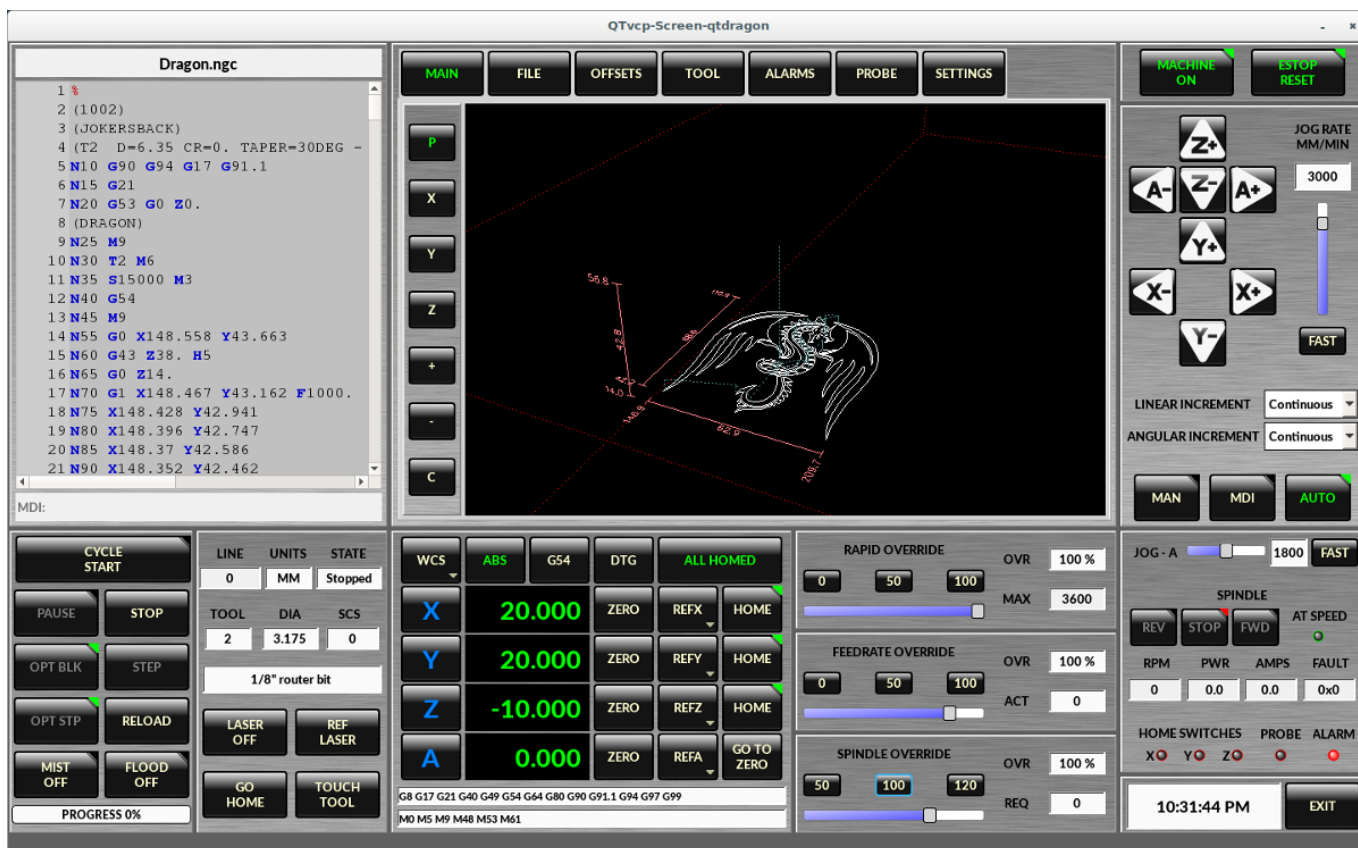 QTvcp-Screen-qtdragon
Dragon.ngc
1 %
2 (1002)
3 (JOKERSBACK)
4 (T2 D=6.35 CR=0. TAPER=30DEG -
5 N10 G90 G94 G17 G91.1
6 N15 G21
7 N20 G53 G0 Z0.
8 (DRAGON)
9 N25 M9
10 N30 T2 M6
11 N35 S15000 M3
12 N40 G54
13 N45 M9
14 N55 G0 X148.558 Y43.663
15 N60 G43 Z38. H5
16 N65 G0 Z14.
17 N70 G1 X148.467 Y43.162 F1000.
18 N75 X148.428 Y42.941
19 N80 X148.396 Y42.747
20 N85 X148.37 Y42.586
21 N90 X148.352 Y42.462
MDI:
MAIN FILE OFFSETS TOOL ALARMS PROBE SETTINGS
P
X
Y
Z
+
-
C
56.8
42.8
14.0
62.9
209.7
MACHINE ON
ESTOP RESET
JOG RATE
MM/MIN
3000
Z+
A- Z- A+
Y+
X- X+
Y-
FAST
LINEAR INCREMENT Continuous
ANGULAR INCREMENT Continuous
MAN MDI AUTO
CYCLE START
PAUSE STOP
OPT BLK STEP
OPT STP RELOAD
MIST OFF
FLOOD OFF
PROGRESS 0%
LINE UNITS STATE
0 MM Stopped
TOOL DIA SCS
2 3.175 0
1/8" router bit
LASER OFF
REF LASER
GO HOME
TOUCH TOOL
WCS ABS G54 DTG ALL HOMED
X 20.000 ZERO REFX HOME
Y 20.000 ZERO REFY HOME
Z -10.000 ZERO REFZ HOME
A 0.000 ZERO REFA GO TO ZERO
G8 G17 G21 G40 G49 G54 G64 G80 G90 G91.1 G94 G97 G99
M0 M5 M9 M48 M53 M61
RAPID OVERRIDE OVR 100 %
0 50 100 MAX 3600
FEEDRATE OVERRIDE OVR 100 %
0 50 100 ACT 0
SPINDLE OVERRIDE OVR 100 %
50 100 120 REQ 0
JOG - A 1800 FAST
SPINDLE
REV STOP FWD AT SPEED
RPM PWR AMPS FAULT
0 0.0 0.0 0x0
HOME SWITCHES PROBE ALARM
X Y Z
10:31:44 PM EXIT